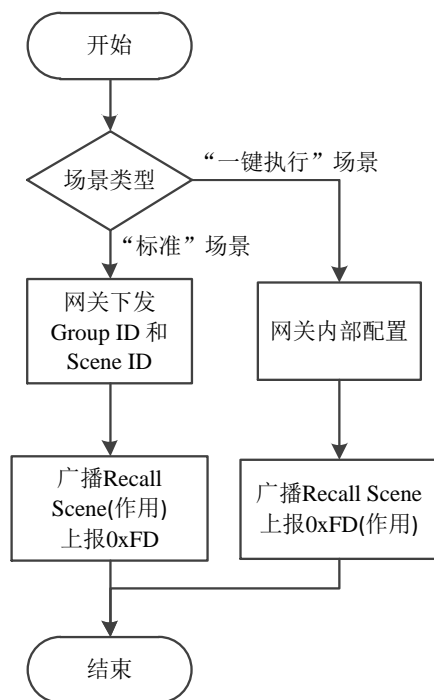 开始
场景类型
“一键执行”场景
“标准”场景
网关下发
Group ID 和
Scene ID
网关内部配置
广播Recall
Scene(作用)
上报0xFD
广播Recall Scene
上报0xFD(作用)
结束